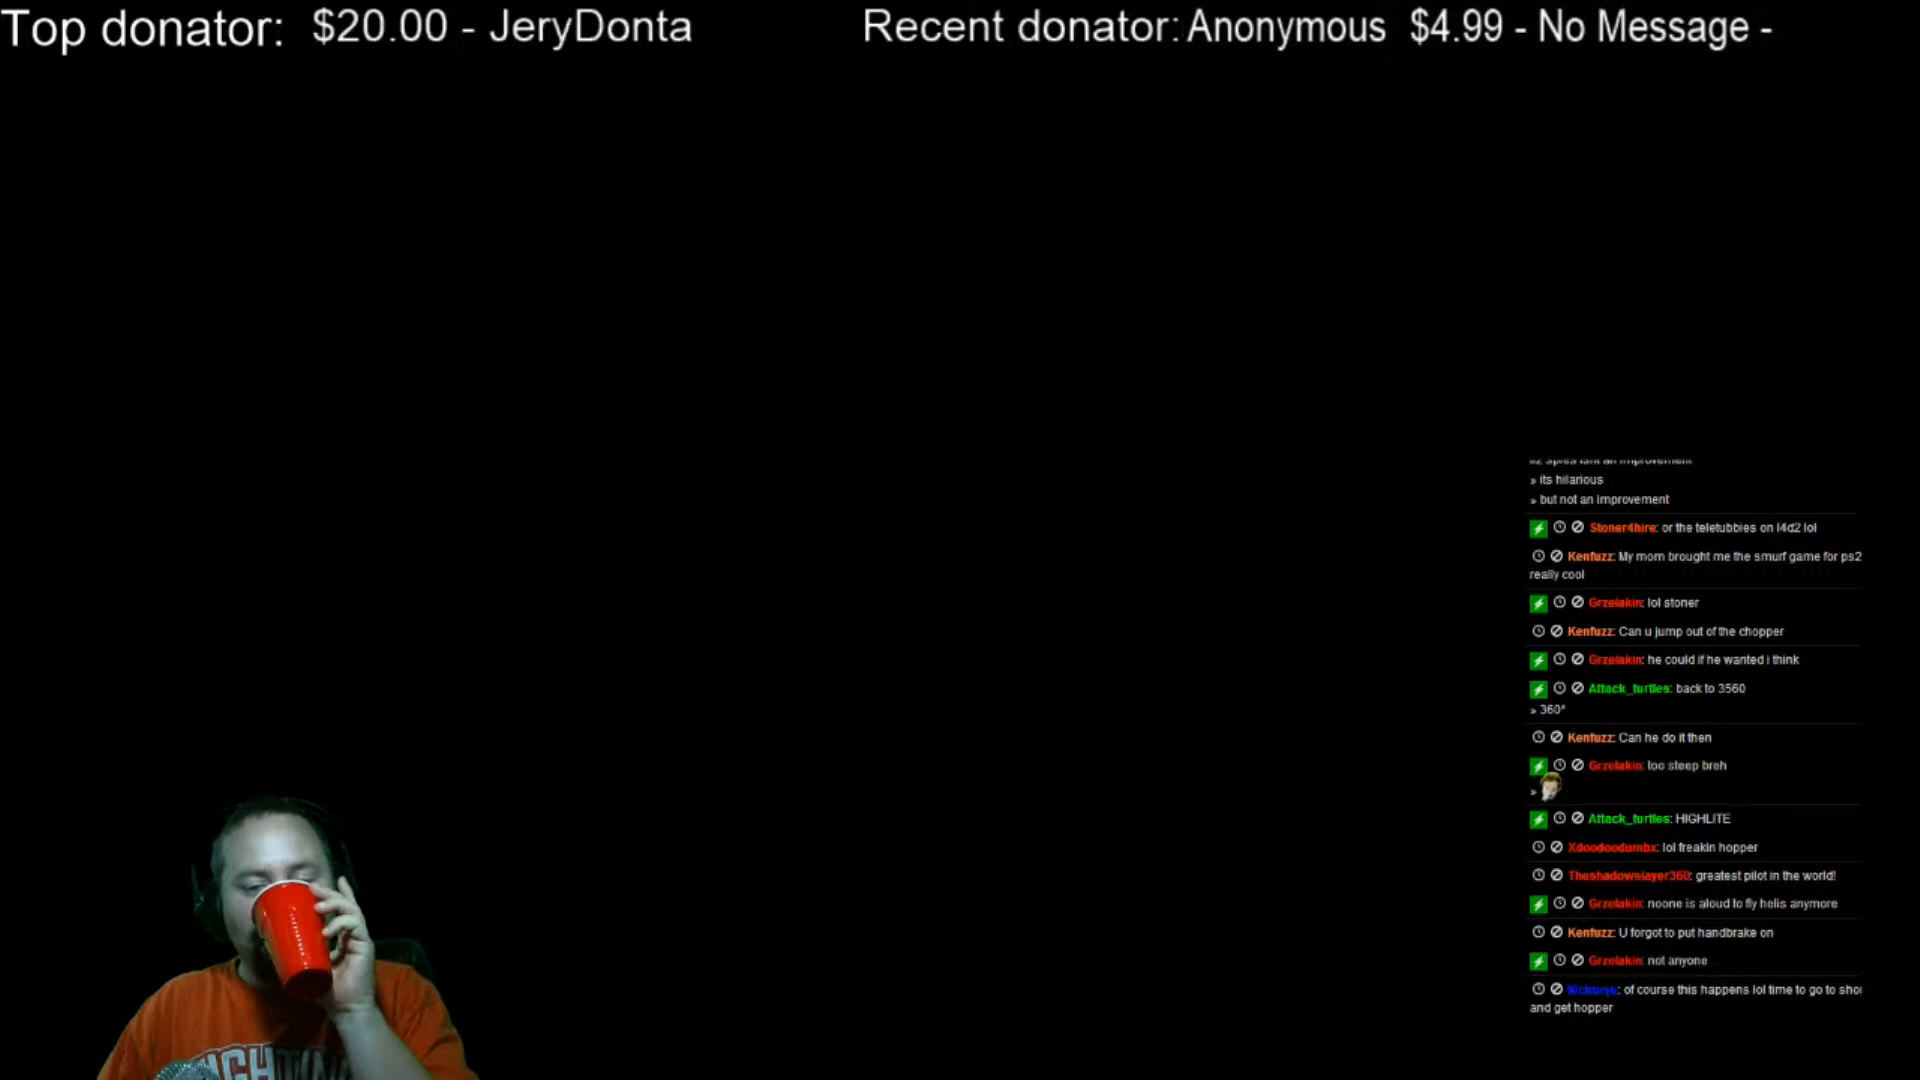 Top donator: $20.00 - JeryDonta
Recent donator: Anonymous $4.99 - No Message -
» its hilarious
» but not an improvement
Stoner4hire: or the teletubbies on l4d2 lol
Kenfuzz: My mom brought me the smurf game for ps2
really cool
Grzelakin: lol stoner
Kenfuzz: Can u jump out of the chopper
Grzelakin: he could if he wanted i think
Attack_turtles: back to 3560
» 360*
Kenfuzz: Can he do it then
Grzelakin: too steep breh
»
Attack_turtles: HIGHLITE
Xdoodoodumbx: lol freakin hopper
Theshadowslayer360: greatest pilot in the world!
Grzelakin: noone is aloud to fly helis anymore
Kenfuzz: U forgot to put handbrake on
Grzelakin: not anyone
of course this happens lol time to go to shor
and get hopper